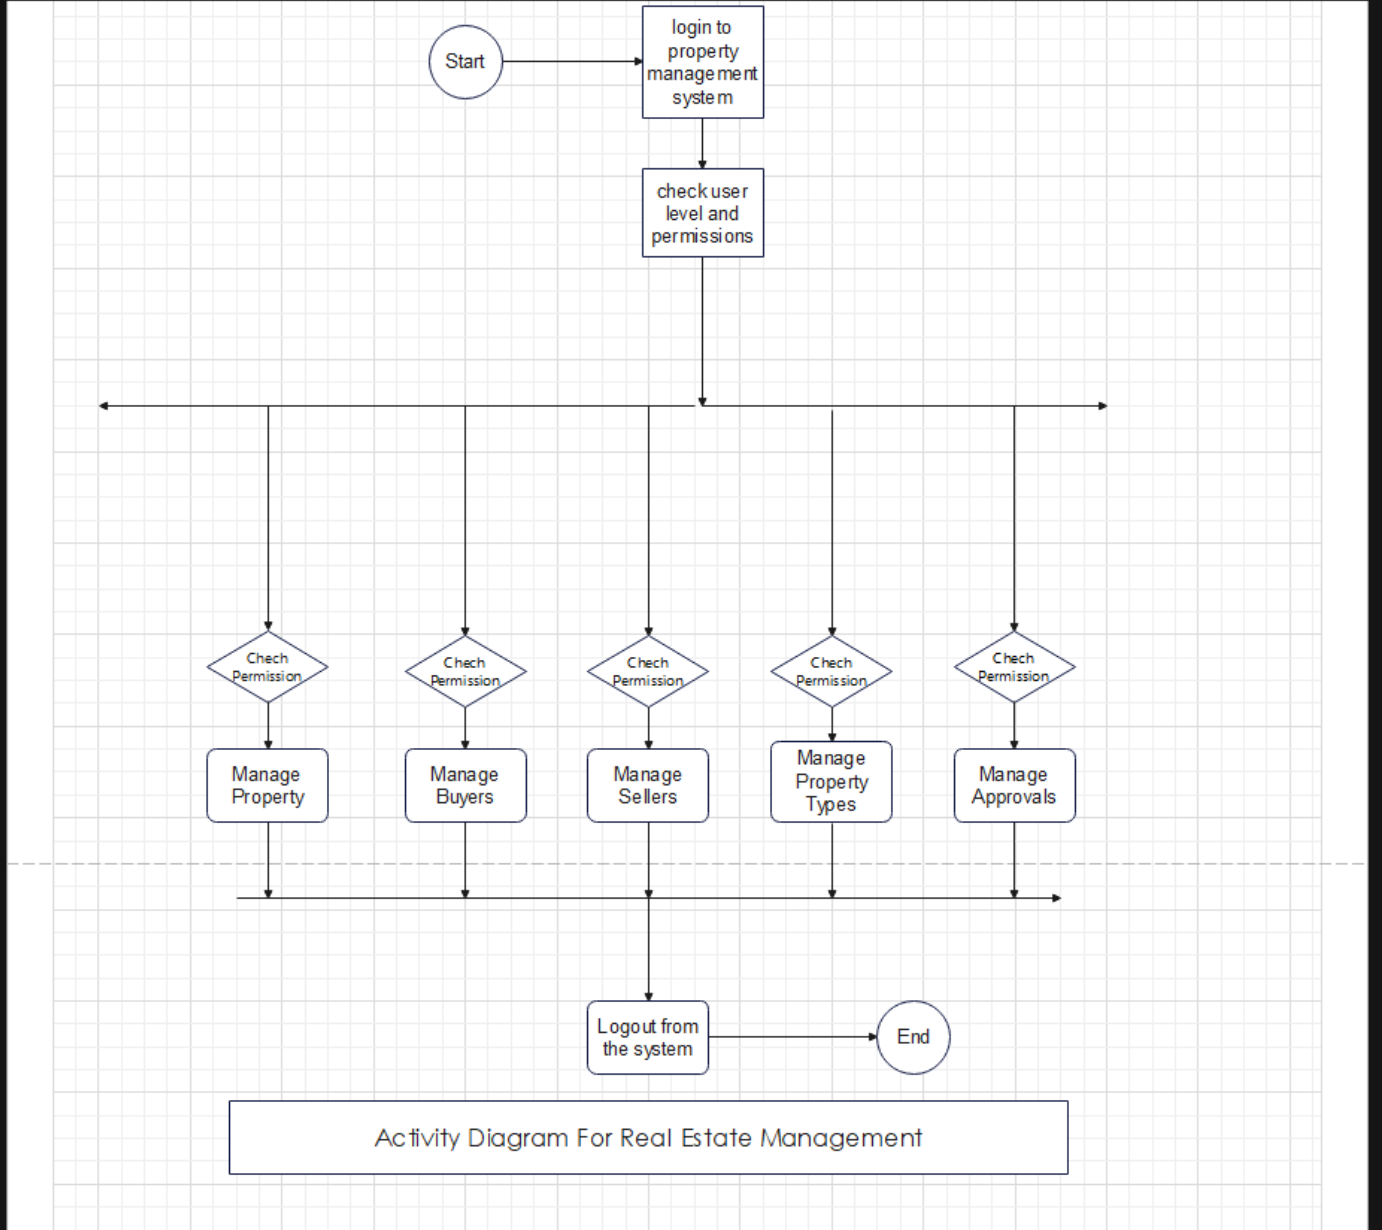 Start
login to
property
management
system
check user
level and
permissions
Chech
Permission
Chech
Permission
Chech
Permission
Chech
Permission
Chech
Permission
Manage
Property
Manage
Buyers
Manage
Sellers
Manage
Property
Types
Manage
Approvals
Logout from
the system
End
Activity Diagram For Real Estate Management